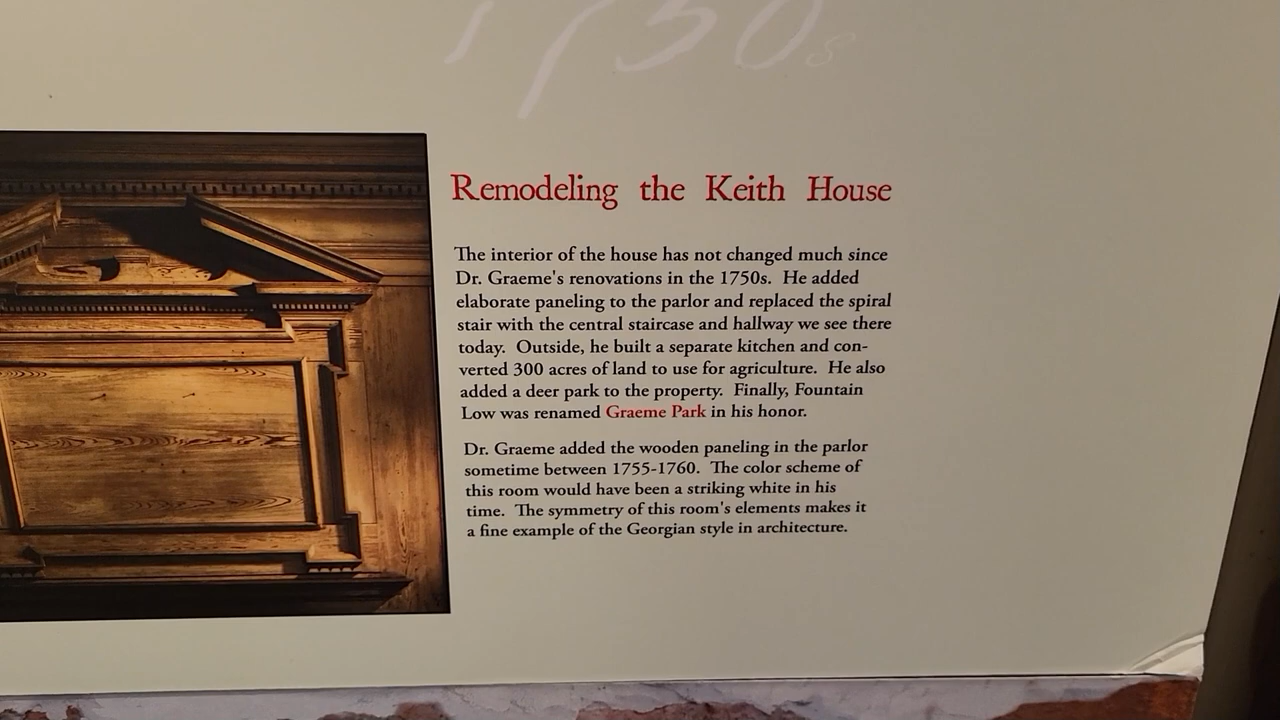 1750s
Remodeling the Keith House
The interior of the house has not changed much since
Dr. Graeme's renovations in the 1750s. He added
elaborate paneling to the parlor and replaced the spiral
stair with the central staircase and hallway we see there
today. Outside, he built a separate kitchen and con-
verted 300 acres of land to use for agriculture. He also
added a deer park to the property. Finally, Fountain
Low was renamed Graeme Park in his honor.
Dr. Graeme added the wooden paneling in the parlor
sometime between 1755-1760. The color scheme of
this room would have been a striking white in his
time. The symmetry of this room's elements makes it
a fine example of the Georgian style in architecture.